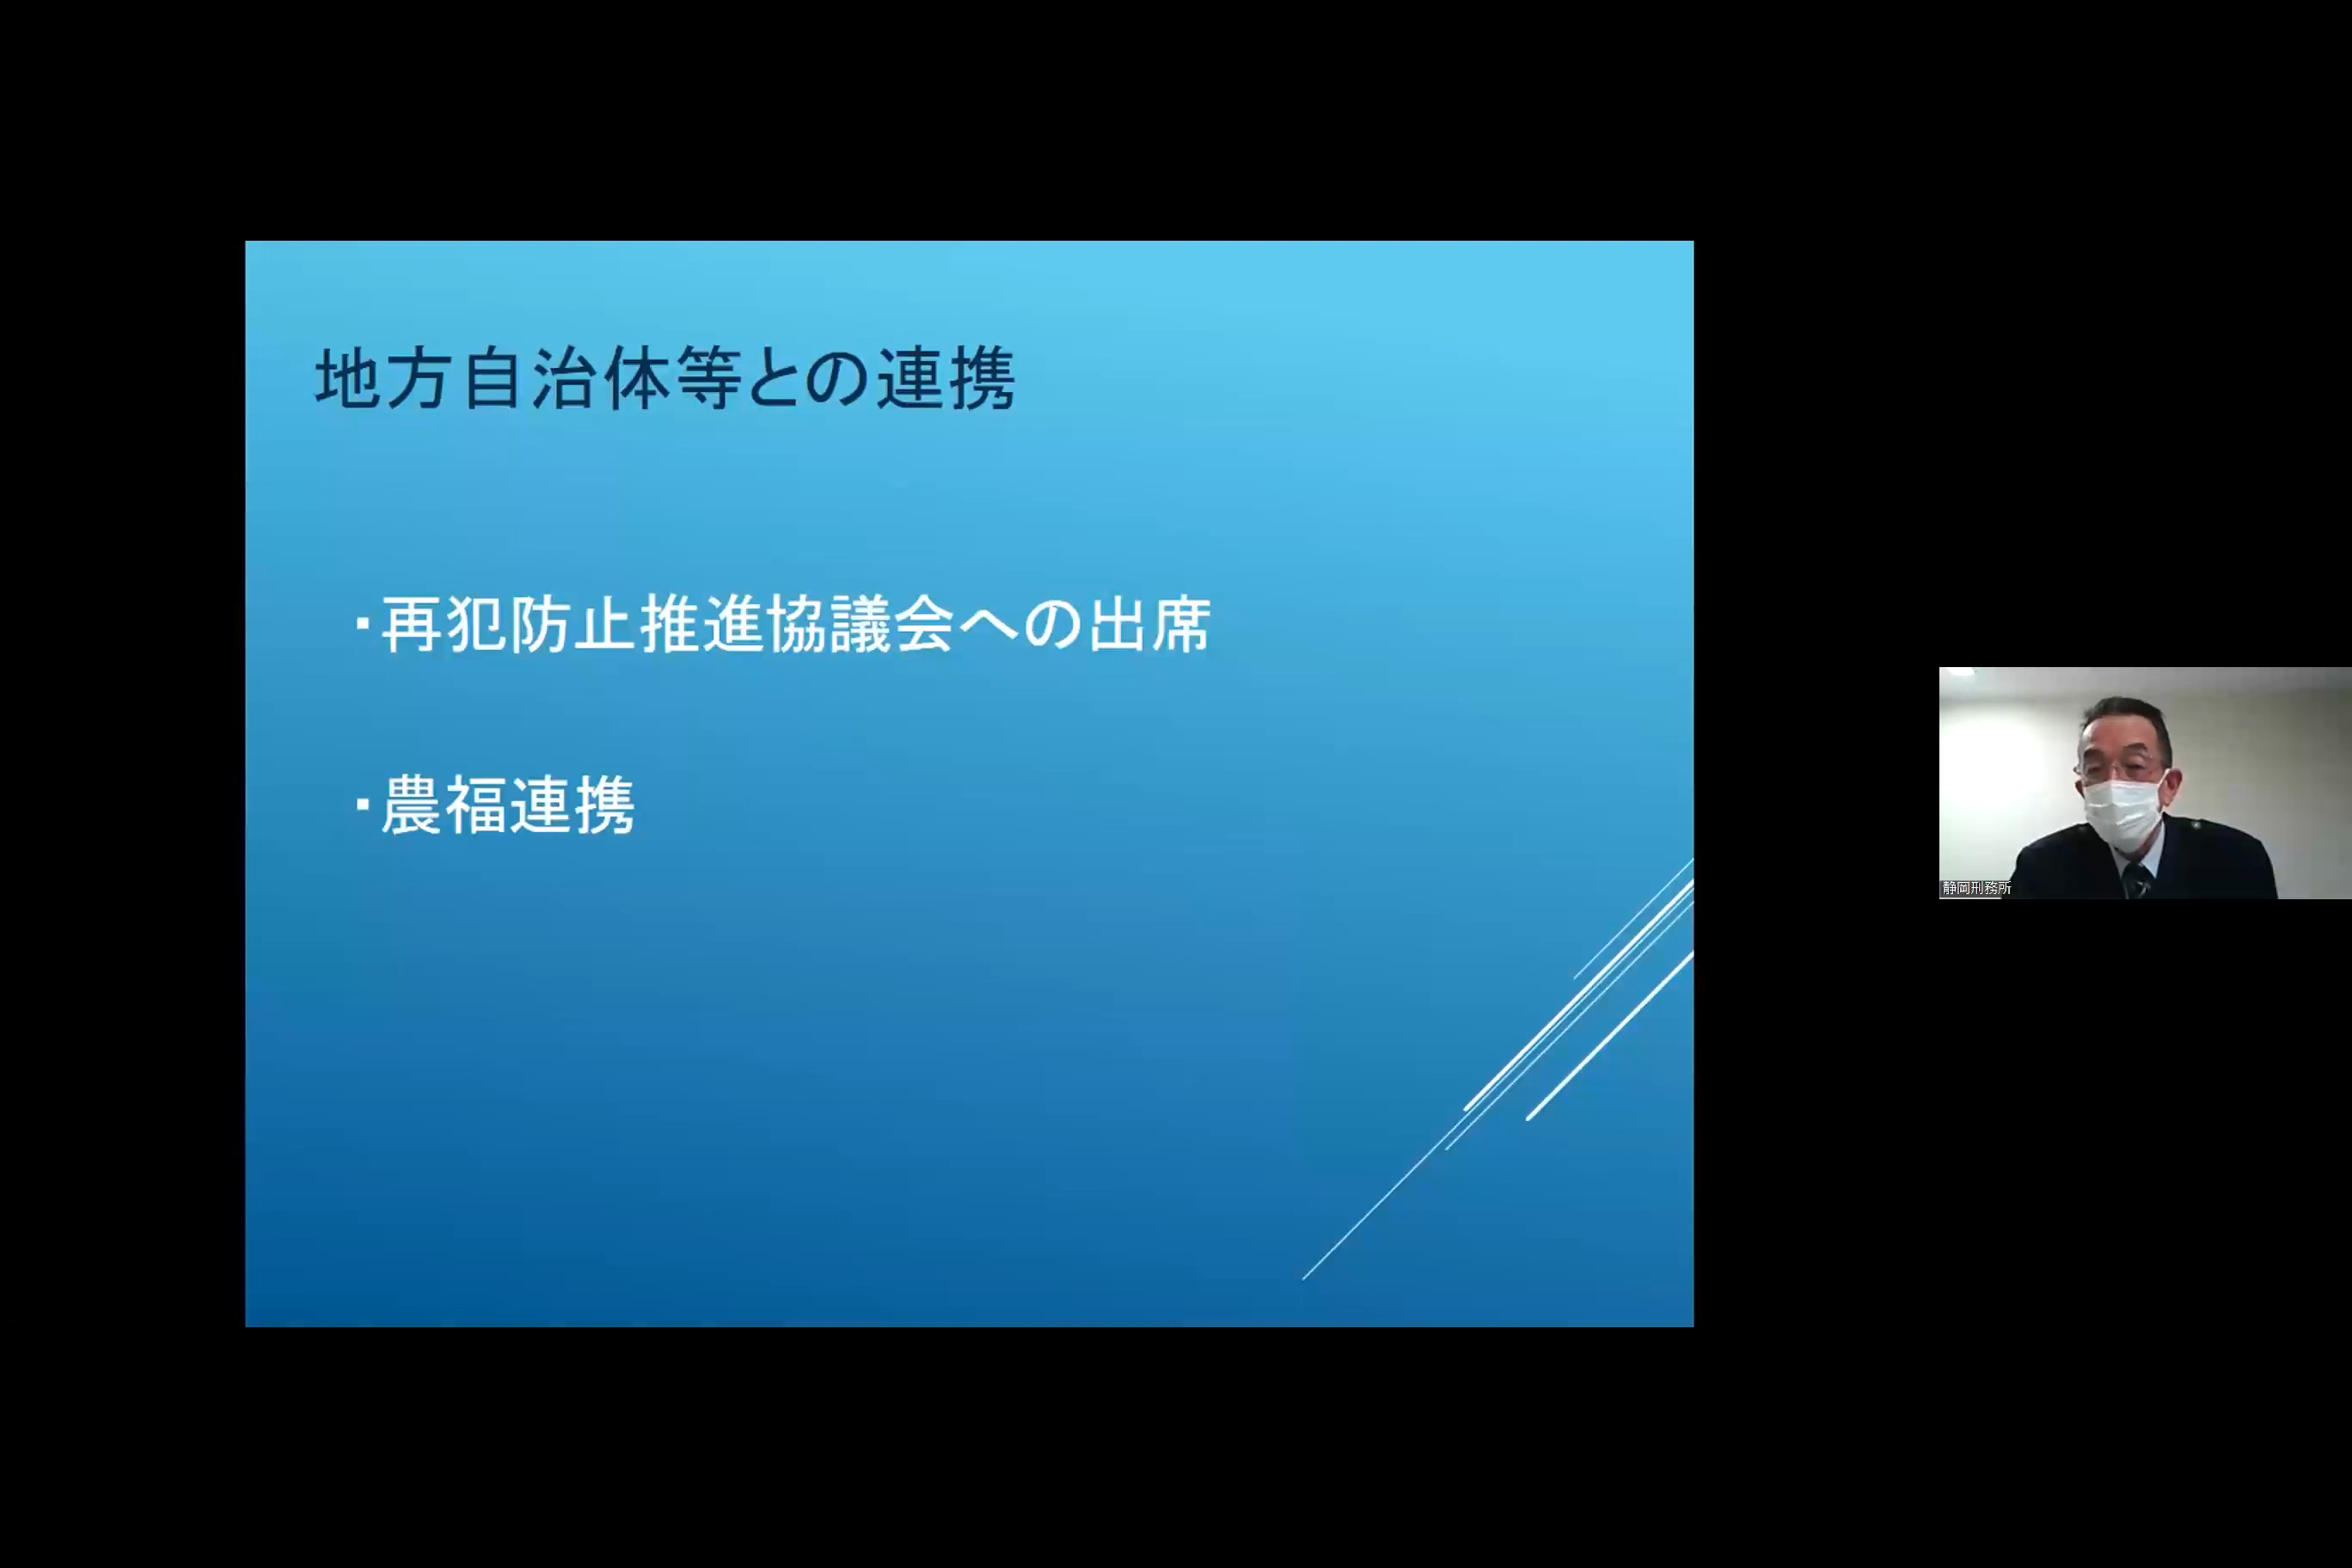 地方自治体等との連携
・再犯防止推進協議会への出席
・農福連携
静岡刑務所